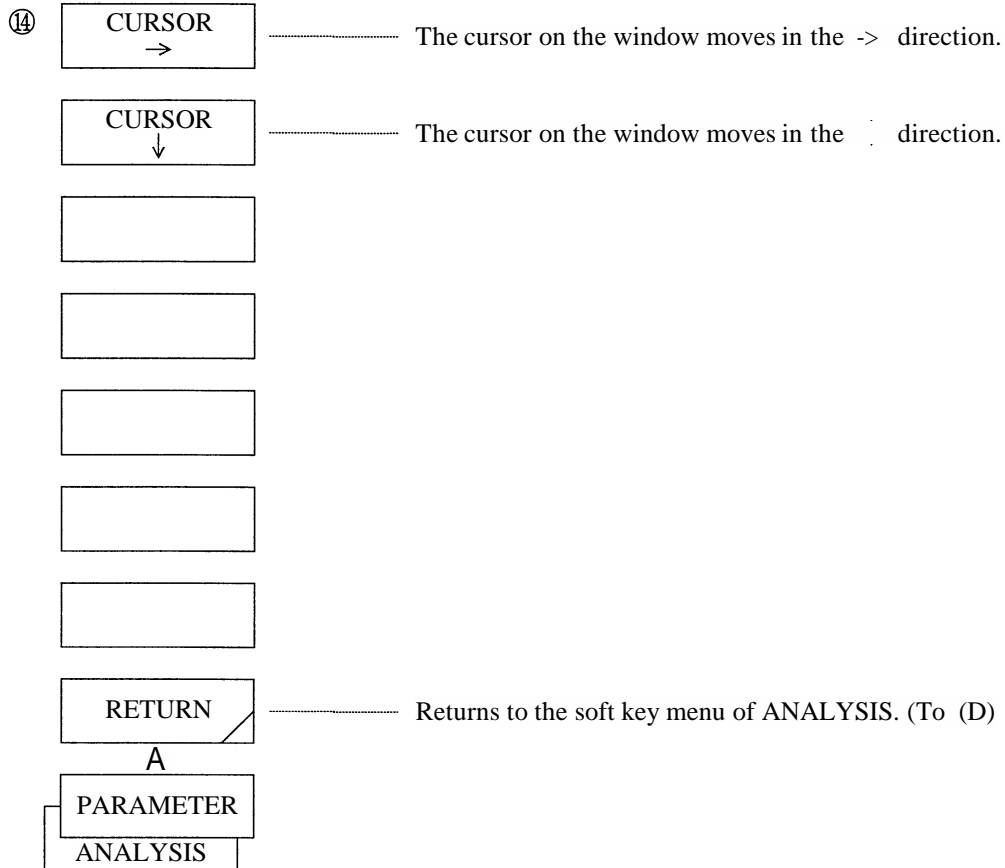 ⑭ CURSOR
→
The cursor on the window moves in the -> direction.
CURSOR
↓
The cursor on the window moves in the direction.
RETURN
Returns to the soft key menu of ANALYSIS. (To (D)
A
PARAMETER
ANALYSIS